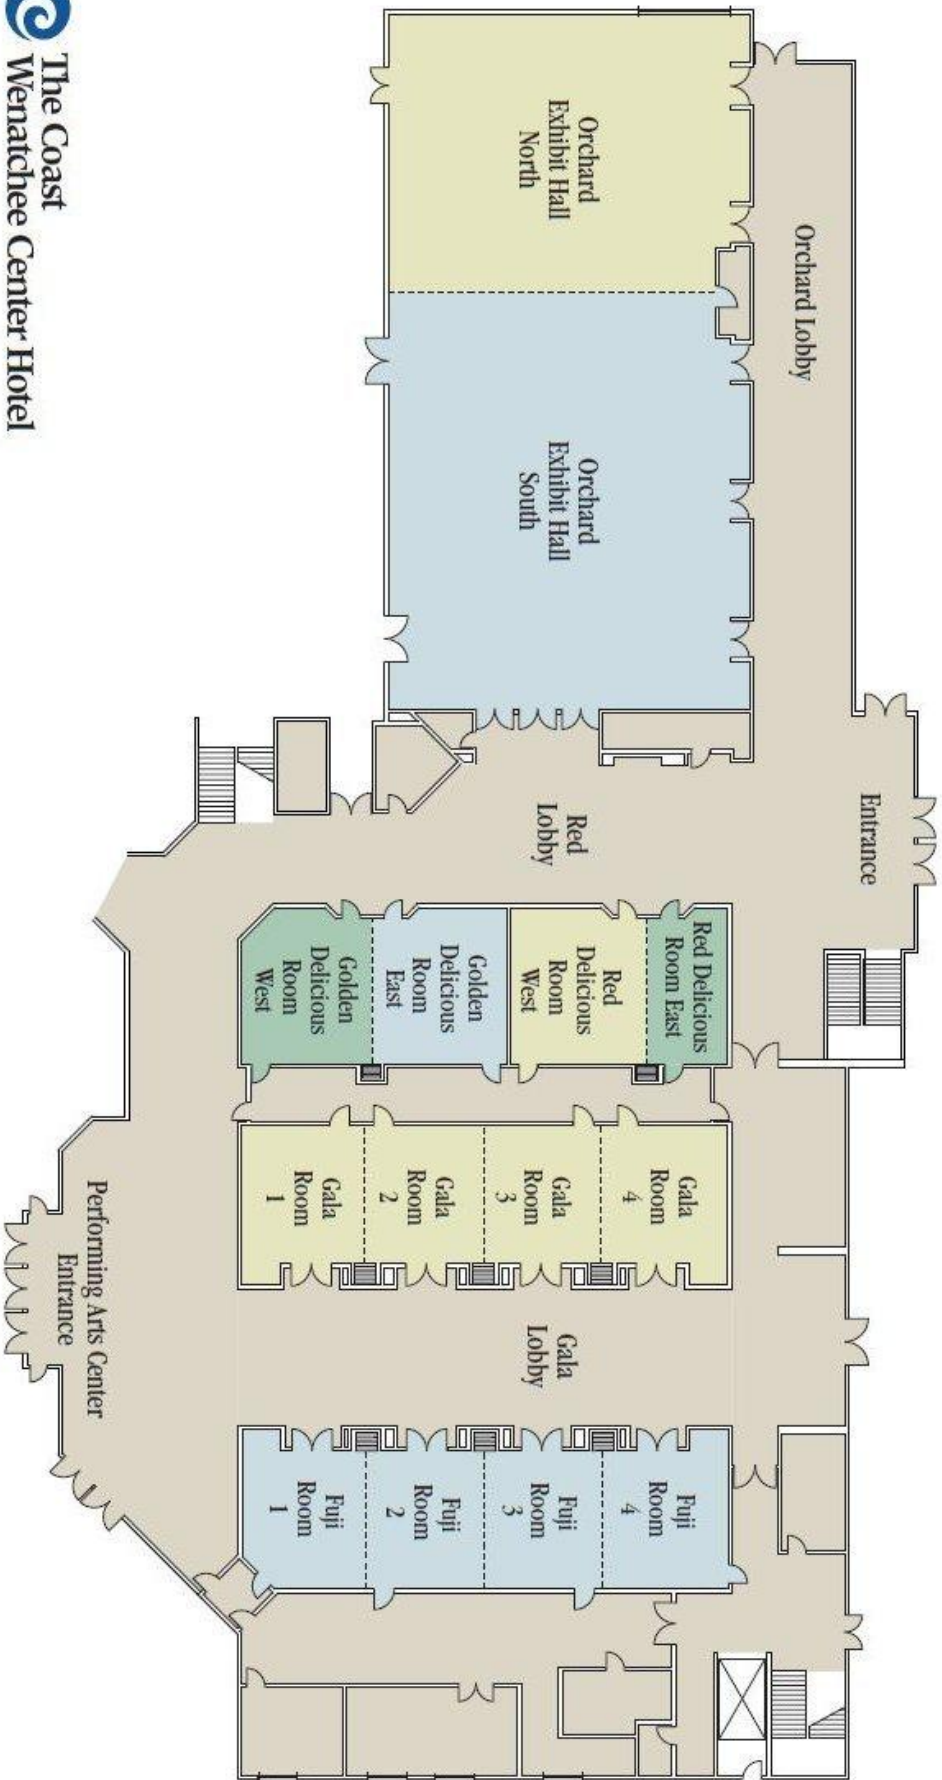 The Coast
Wenatchee Center Hotel
Orchard
Exhibit Hall
North
Orchard Lobby
Orchard
Exhibit Hall
South
Red
Lobby
Entrance
Golden
Delicious
Room
West
Golden
Delicious
Room
East
Red
Delicious
Room
West
Red Delicious
Room East
Gala
Room
1
Gala
Room
2
Gala
Room
3
Gala
Room
4
Performing Arts Center
Entrance
Gala
Lobby
Fuji
Room
1
Fuji
Room
2
Fuji
Room
3
Fuji
Room
4